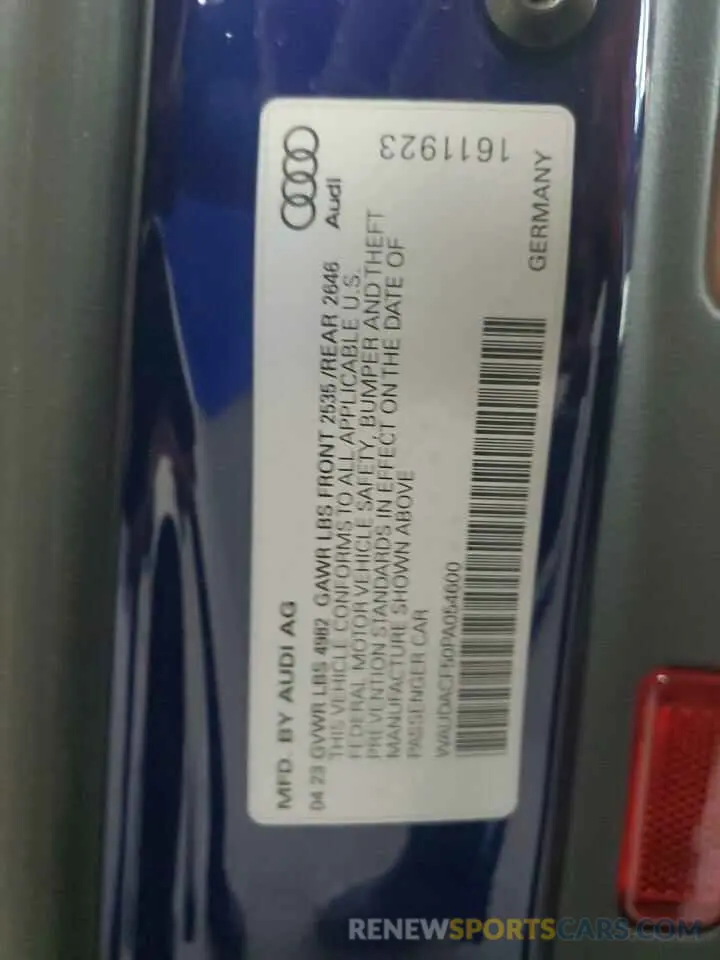 MFD. BY AUDI AG
04 23 GVWR LBS 4982 GAWR LBS FRONT 2535 /REAR 2646
THIS VEHICLE CONFORMS TO ALL APPLICABLE U.S.
FEDERAL MOTOR VEHICLE SAFETY, BUMPER AND THEFT
PREVENTION STANDARDS IN EFFECT ON THE DATE OF
MANUFACTURE SHOWN ABOVE
PASSENGER CAR
WAUDACF50PA054600
Audi
1611923
GERMANY
RENEWSPORTSCARS.COM